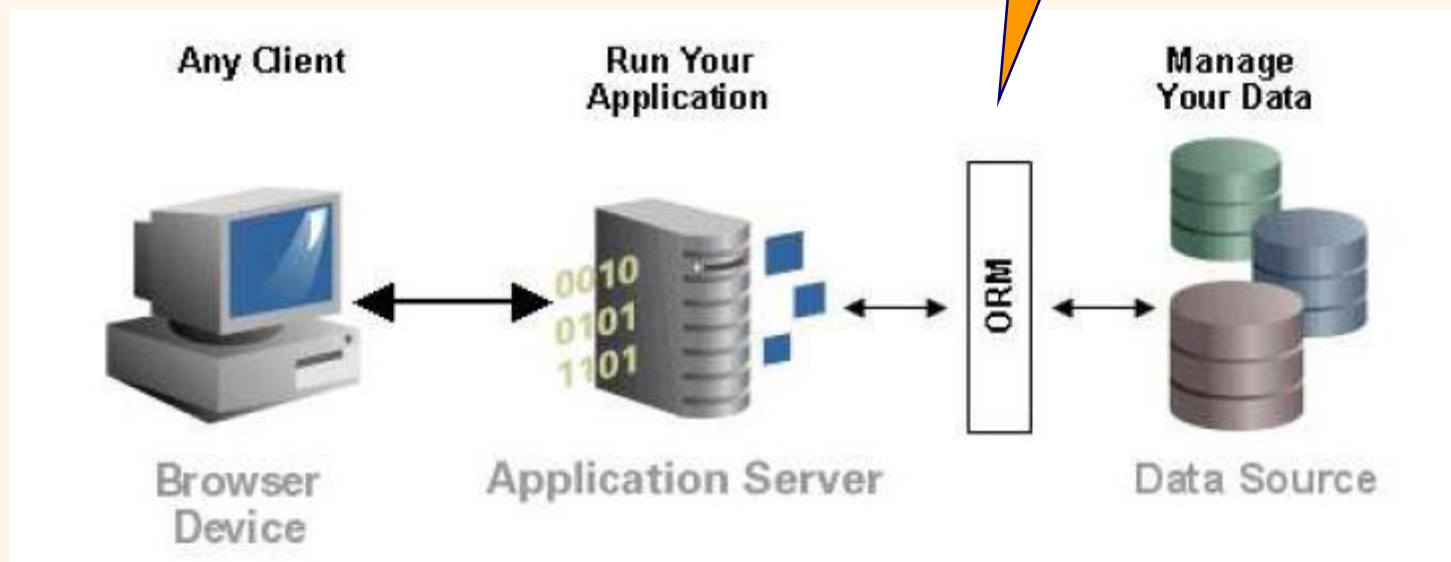 Any Client
Run Your
Application
Manage
Your Data
0010
0101
1101
ORM
Browser
Device
Application Server
Data Source